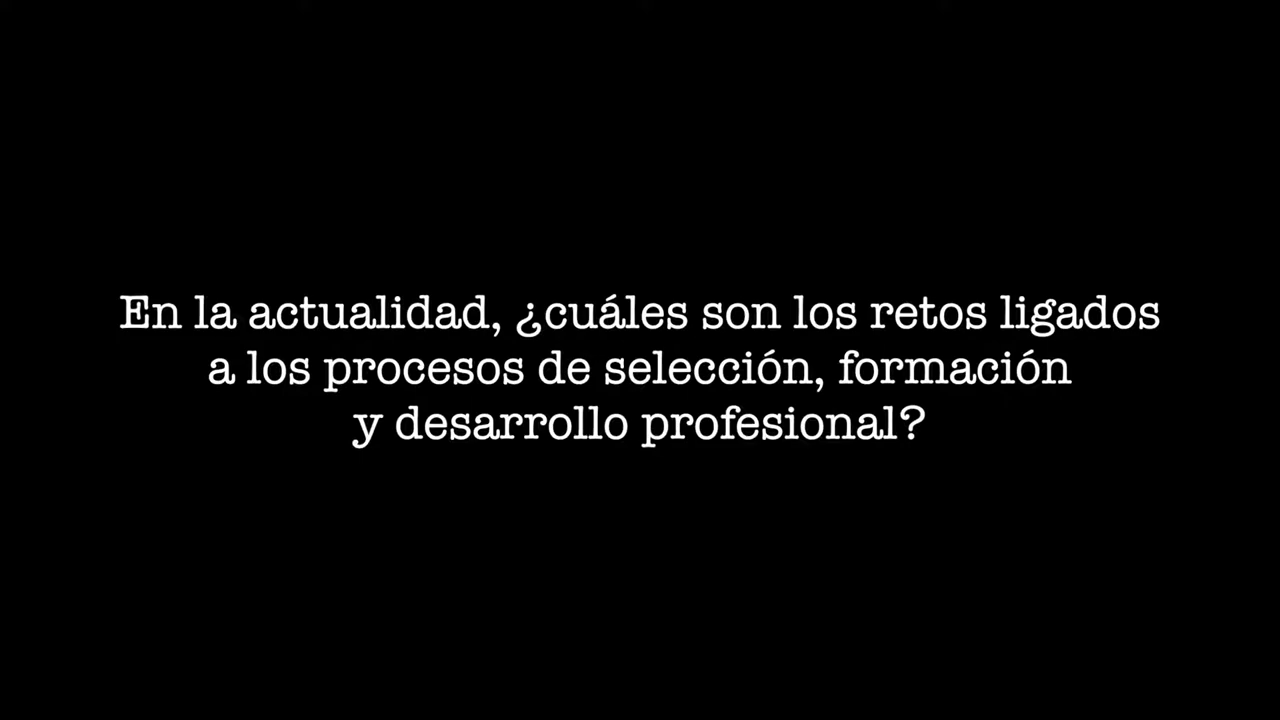 En la actualidad, ¿cuáles son los retos ligados
a los procesos de selección, formación
y desarrollo profesional?